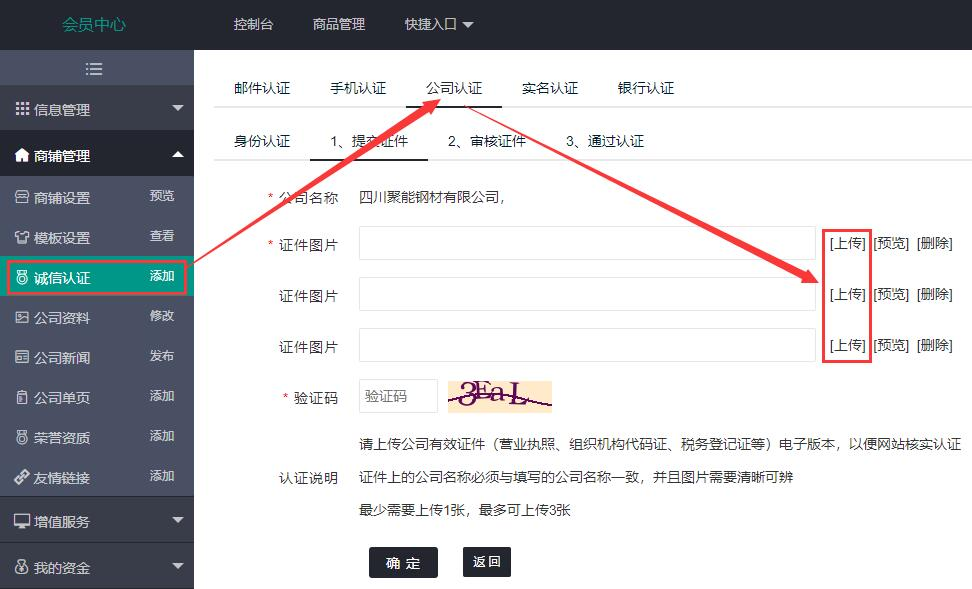 会员中心
控制台 商品管理 快捷入口
信息管理
商铺管理
商铺设置 预览
模板设置 查看
诚信认证 添加
公司资料 修改
公司新闻 发布
公司单页 添加
荣誉资质 添加
友情链接 添加
增值服务
我的资金
邮件认证 手机认证 公司认证 实名认证 银行认证
身份认证 1、提交证件 2、审核证件 3、通过认证
* 公司名称 四川聚能钢材有限公司,
* 证件图片 [上传] [预览] [删除]
证件图片 [上传] [预览] [删除]
证件图片 [上传] [预览] [删除]
* 验证码 验证码 3EaL
请上传公司有效证件（营业执照、组织机构代码证、税务登记证等）电子版本，以便网站核实认证
认证说明 证件上的公司名称必须与填写的公司名称一致，并且图片需要清晰可辨
最少需要上传1张，最多可上传3张
确 定 返回